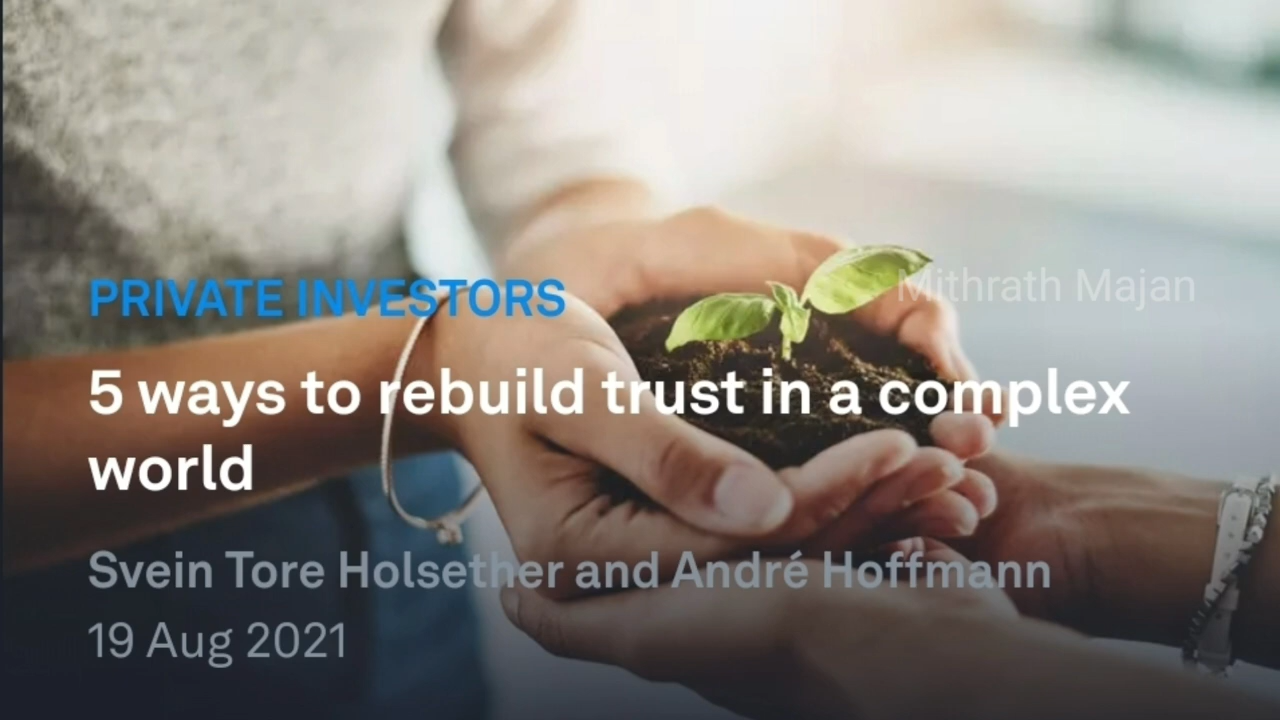 PRIVATE INVESTORS
Mithrath Majan
5 ways to rebuild trust in a complex
world
Svein Tore Holsether and André Hoffmann
19 Aug 2021